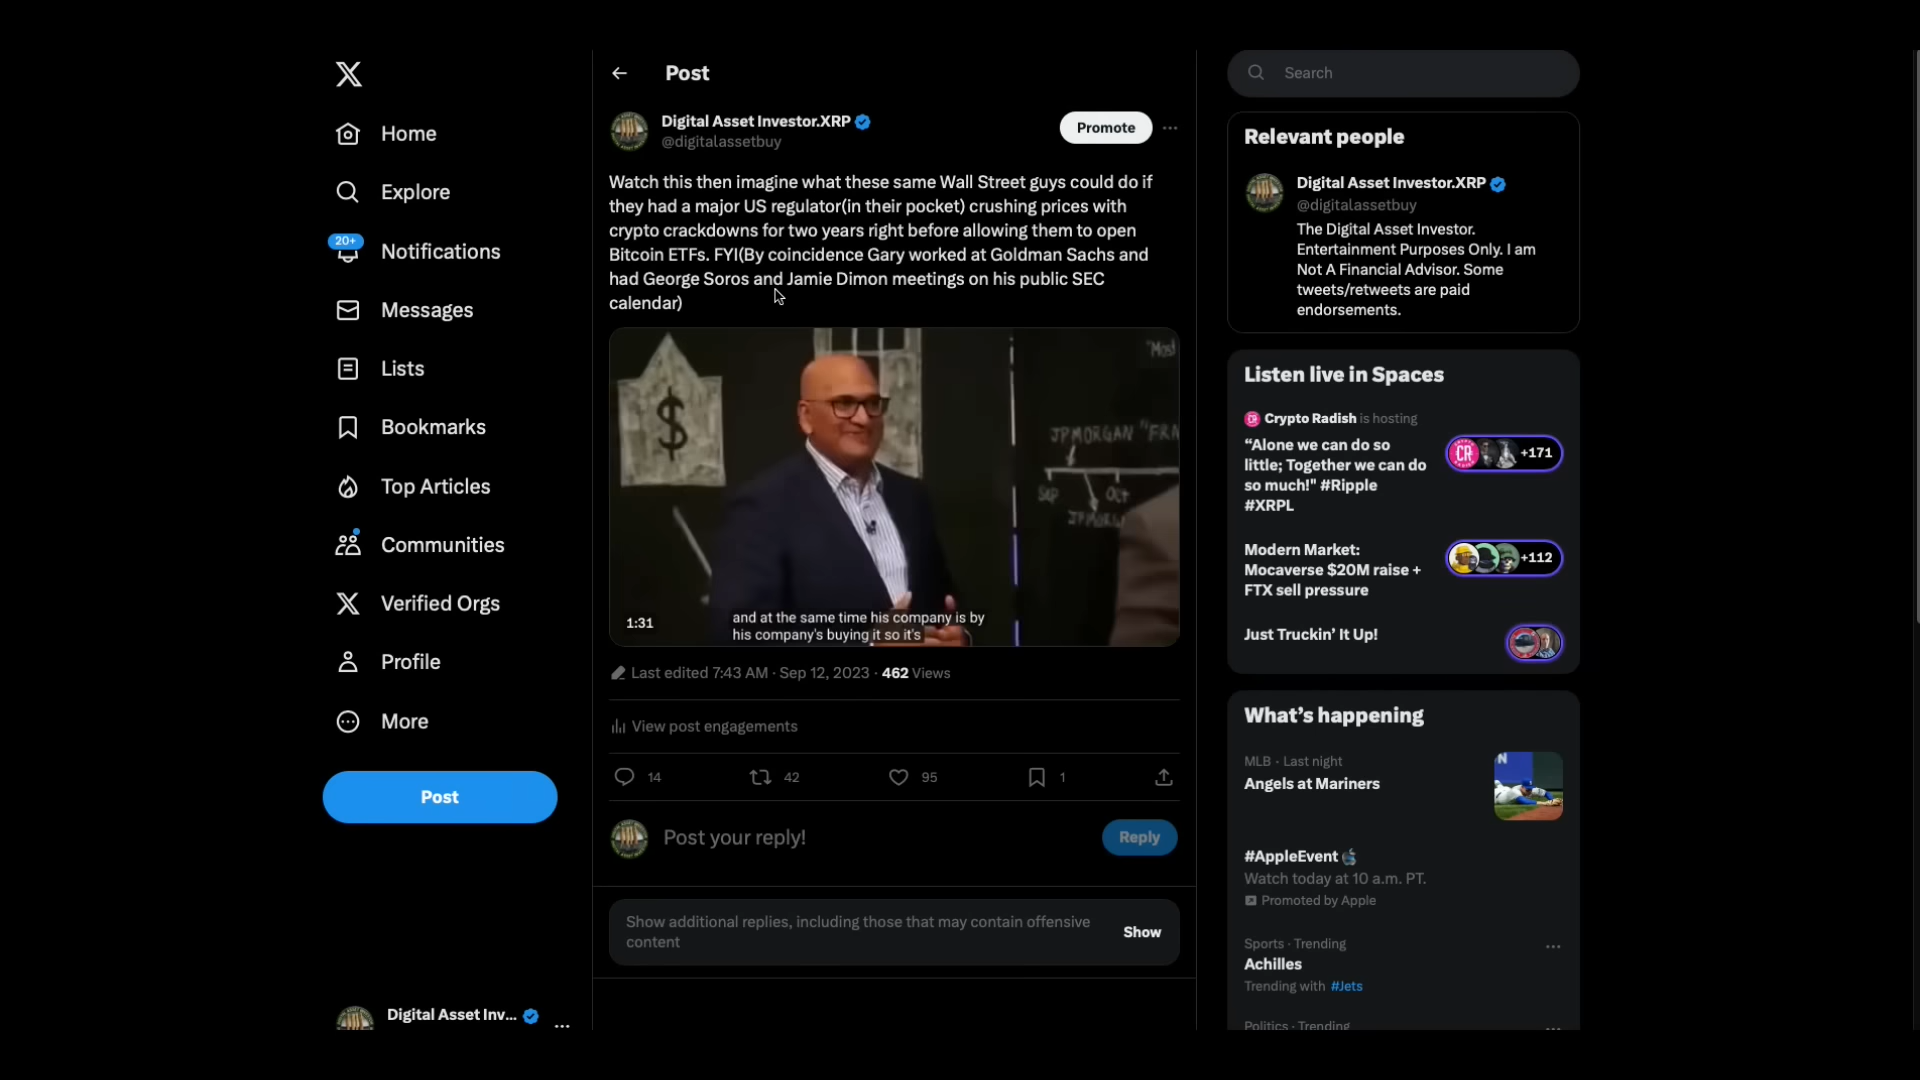 Home
Explore
20+
Notifications
Messages
Lists
Bookmarks
Top Articles
Communities
Verified Orgs
Profile
More
Post
Digital Asset Inv...
Post
Digital Asset Investor.XRP
@digitalassetbuy
Promote
Watch this then imagine what these same Wall Street guys could do if
they had a major US regulator(in their pocket) crushing prices with
crypto crackdowns for two years right before allowing them to open
Bitcoin ETFs. FYI(By coincidence Gary worked at Goldman Sachs and
had George Soros and Jamie Dimon meetings on his public SEC
calendar)
"Most
$
JPMORGAN "FRA
Sep
Oct
1:31
and at the same time his company is by
his company's buying it so it's
Last edited 7:43 AM · Sep 12, 2023 · 462 Views
View post engagements
14
42
95
1
Post your reply!
Reply
Show additional replies, including those that may contain offensive
content
Show
Search
Relevant people
Digital Asset Investor.XRP
@digitalassetbuy
The Digital Asset Investor.
Entertainment Purposes Only. I am
Not A Financial Advisor. Some
tweets/retweets are paid
endorsements.
Listen live in Spaces
Crypto Radish is hosting
“Alone we can do so
little; Together we can do
so much!" #Ripple
#XRPL
CR
+171
Modern Market:
Mocaverse $20M raise +
FTX sell pressure
+112
Just Truckin’ It Up!
What’s happening
MLB · Last night
Angels at Mariners
#AppleEvent
Watch today at 10 a.m. PT.
Promoted by Apple
Sports · Trending
Achilles
Trending with #Jets
Politics · Trending